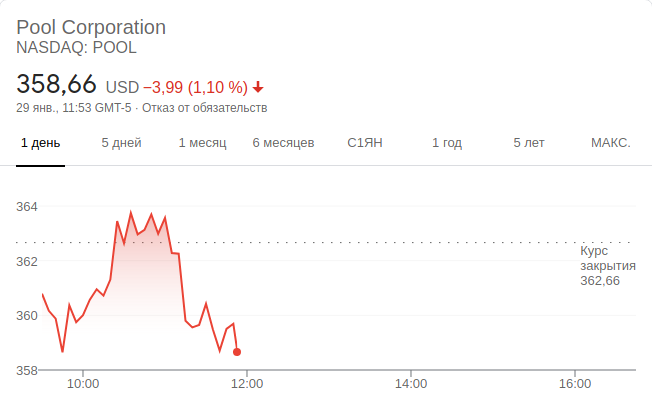 Pool Corporation
NASDAQ: POOL
358,66 USD −3,99 (1,10 %)
29 янв., 11:53 GMT-5 · Отказ от обязательств
1 день 5 дней 1 месяц 6 месяцев С1ЯН 1 год 5 лет МАКС.
364
362
360
358
Курс
закрытия
362,66
10:00 12:00 14:00 16:00